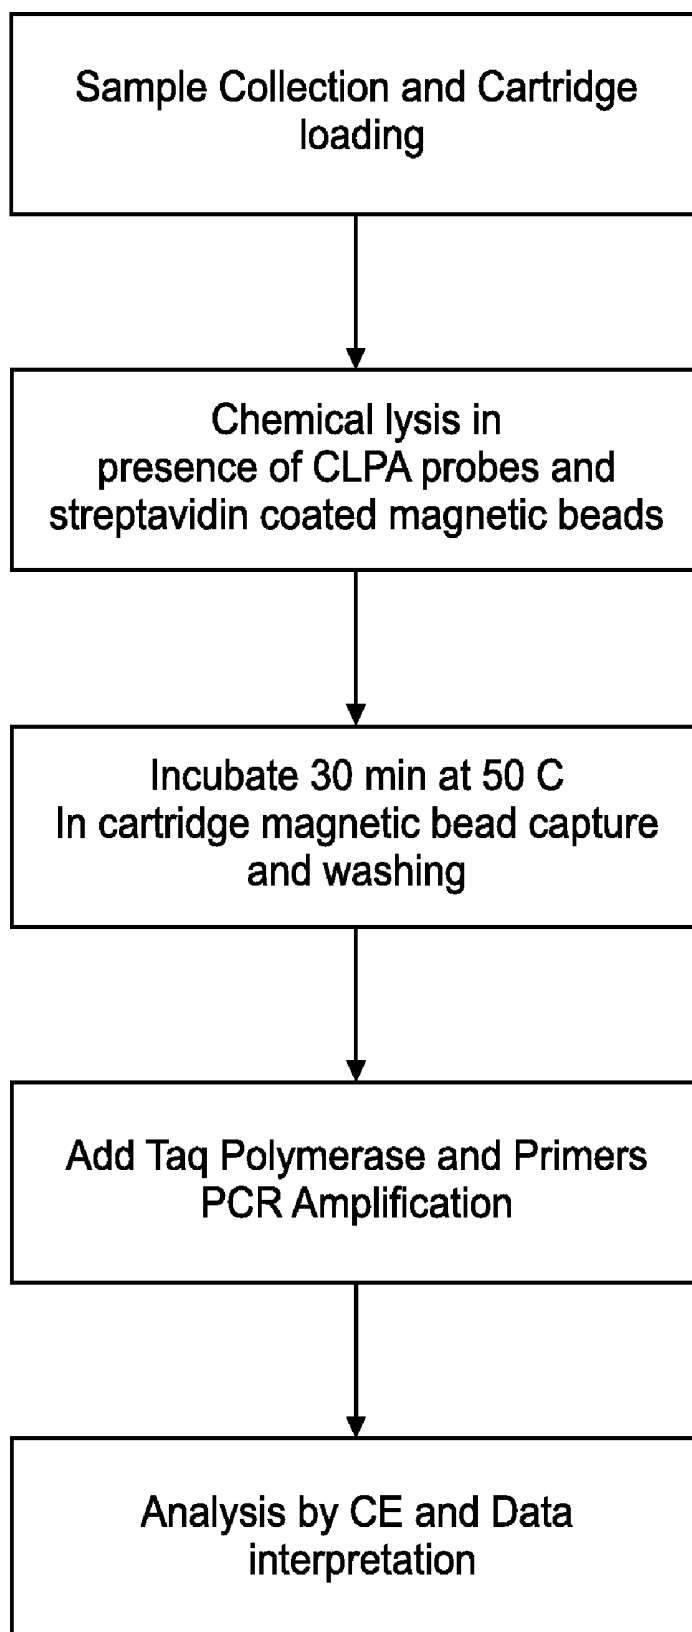 Sample Collection and Cartridge
loading
Chemical lysis in
presence of CLPA probes and
streptavidin coated magnetic beads
Incubate 30 min at 50 C
In cartridge magnetic bead capture
and washing
Add Taq Polymerase and Primers
PCR Amplification
Analysis by CE and Data
interpretation